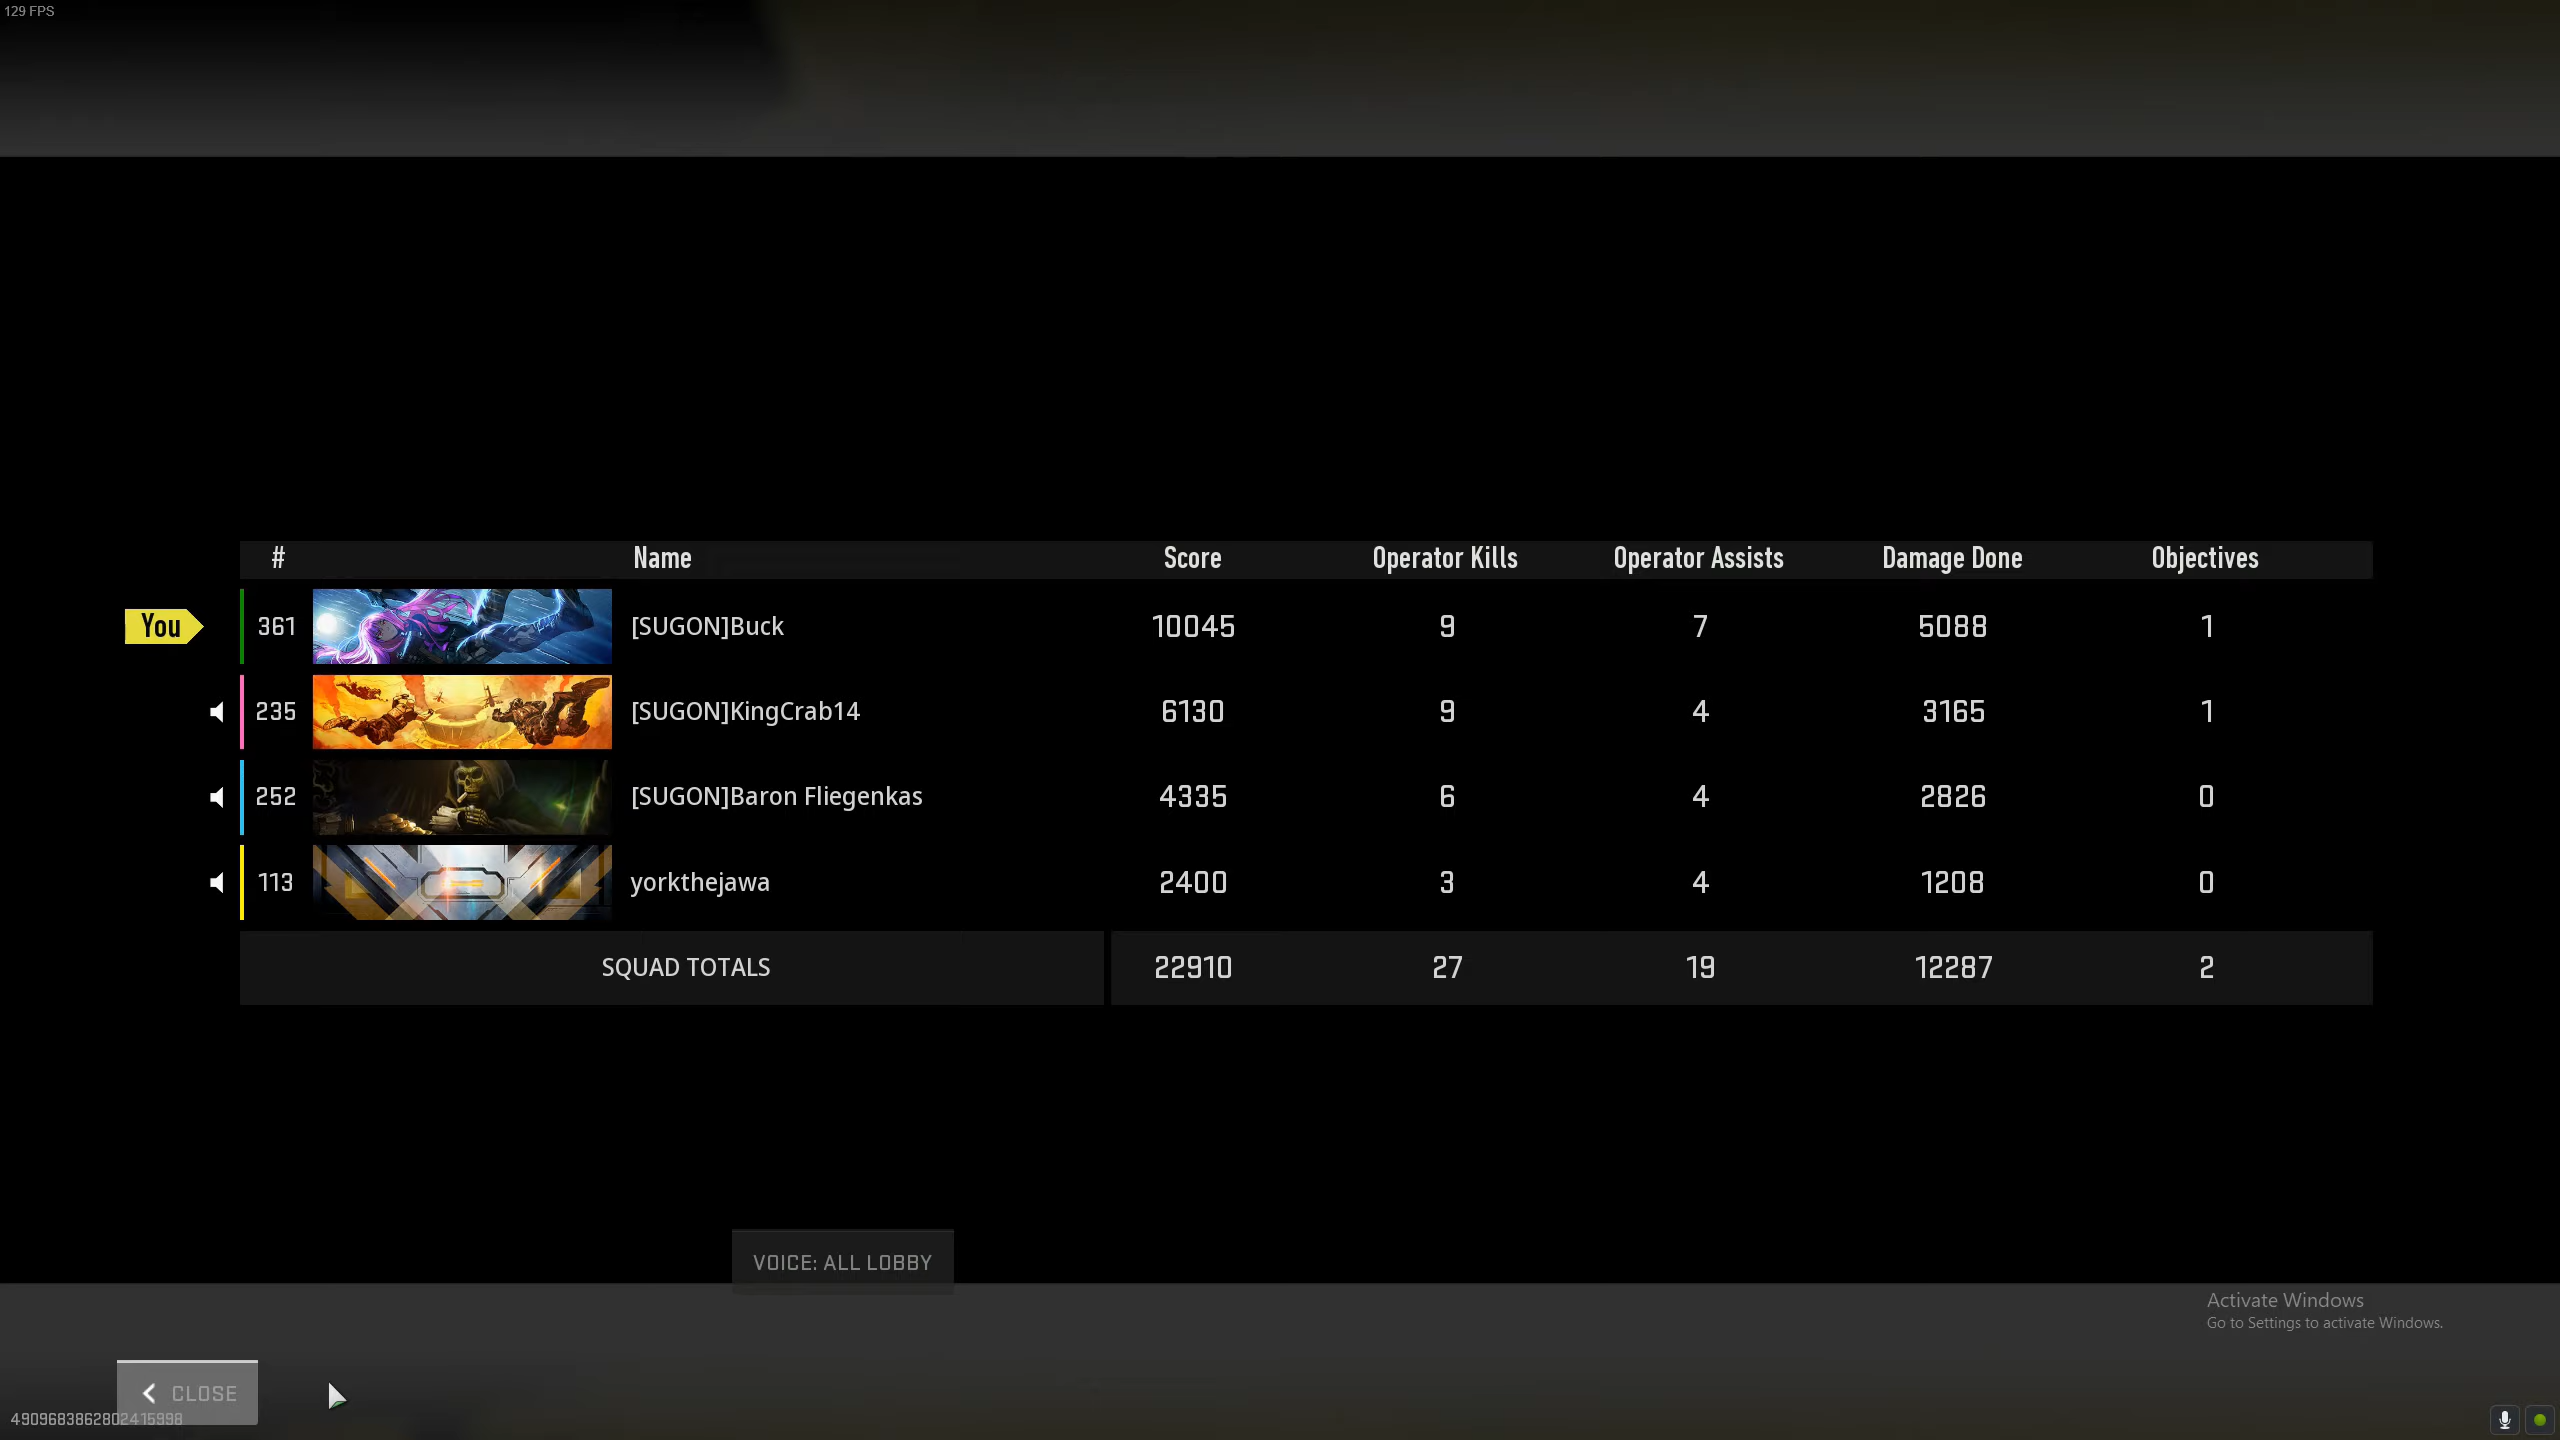 129 FPS
# Name Score Operator Kills Operator Assists Damage Done Objectives
You 361 [SUGON]Buck 10045 9 7 5088 1
235 [SUGON]KingCrab14 6130 9 4 3165 1
252 [SUGON]Baron Fliegenkas 4335 6 4 2826 0
113 yorkthejawa 2400 3 4 1208 0
SQUAD TOTALS 22910 27 19 12287 2
VOICE: ALL LOBBY
Activate Windows
Go to Settings to activate Windows.
CLOSE
4909683862802415998